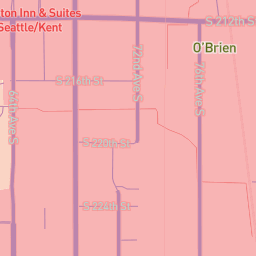 ton Inn & Suites
Seattle/Kent
S 212th St
O'Brien
S 216th St
72nd Ave S
S 220th St
S 224th St